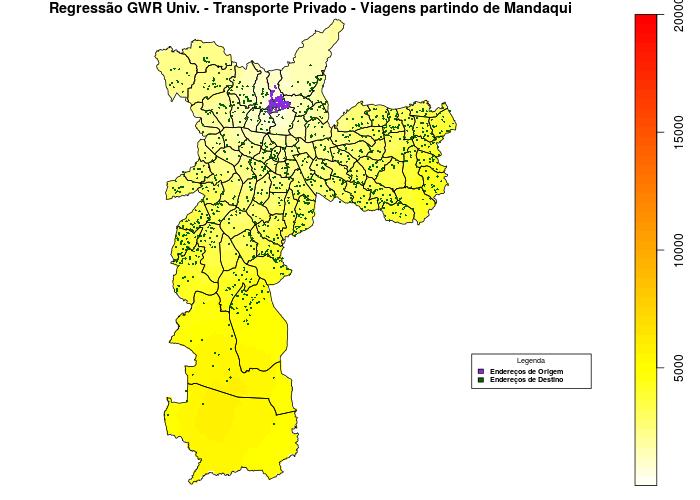 Regressão GWR Univ. - Transporte Privado - Viagens partindo de Mandaqui
20000
15000
10000
5000
Legenda
Endereços de Origem
Endereços de Destino